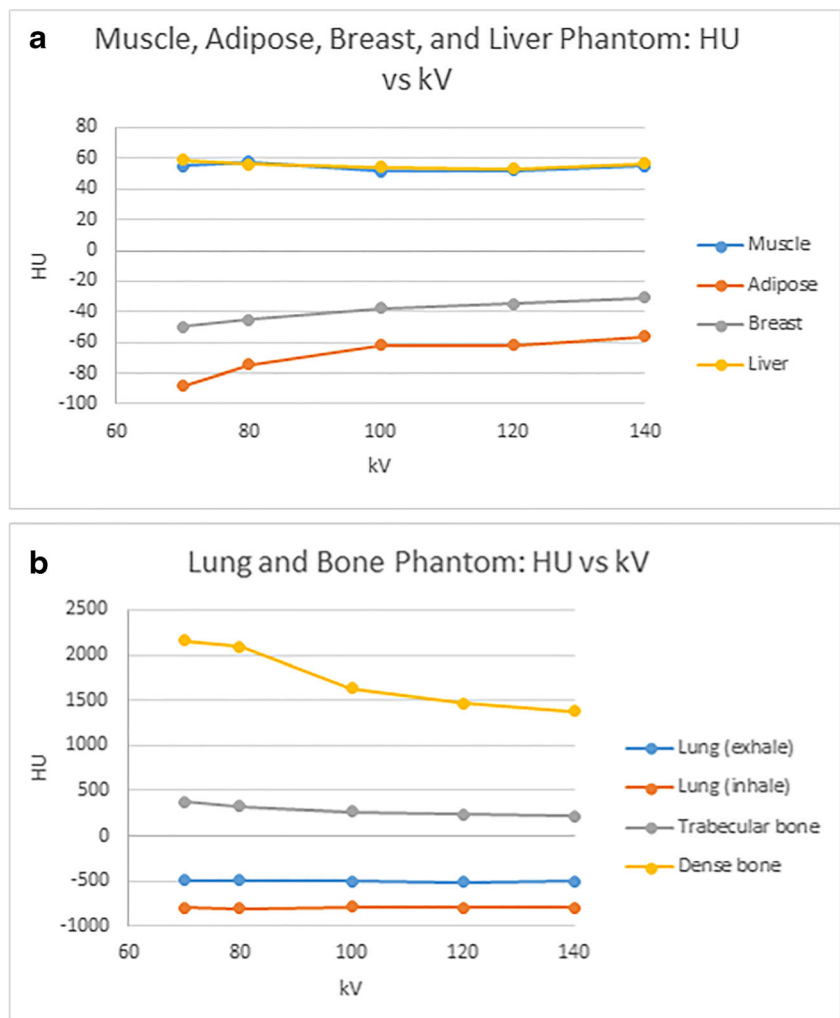 a
Muscle, Adipose, Breast, and Liver Phantom: HU
vs kV
80
60
40
20
0
-20
-40
-60
-80
-100
HU
60 80 100 120 140
kV
Muscle
Adipose
Breast
Liver
b
Lung and Bone Phantom: HU vs kV
2500
2000
1500
1000
500
0
-500
-1000
HU
60 80 100 120 140
kV
Lung (exhale)
Lung (inhale)
Trabecular bone
Dense bone